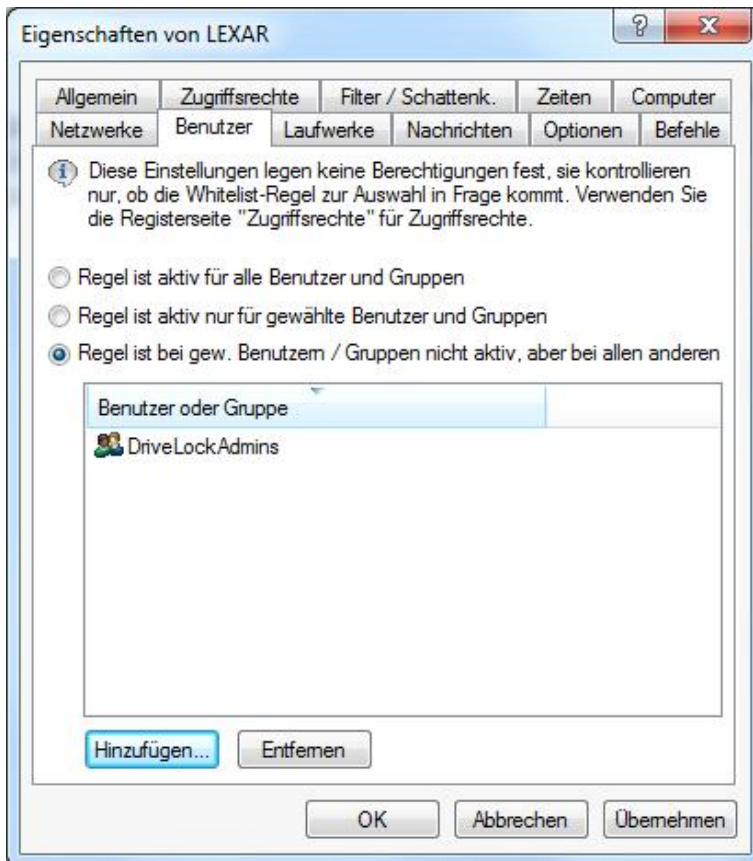 Eigenschaften von LEXAR
Allgemein Zugriffsrechte Filter / Schattenk. Zeiten Computer
Netzwerke Benutzer Laufwerke Nachrichten Optionen Befehle
Diese Einstellungen legen keine Berechtigungen fest, sie kontrollieren
nur, ob die Whitelist-Regel zur Auswahl in Frage kommt. Verwenden Sie
die Registerseite "Zugriffsrechte" für Zugriffsrechte.
Regel ist aktiv für alle Benutzer und Gruppen
Regel ist aktiv nur für gewählte Benutzer und Gruppen
Regel ist bei gew. Benutzern / Gruppen nicht aktiv, aber bei allen anderen
Benutzer oder Gruppe
DriveLockAdmins
Hinzufügen... Entfernen
OK Abbrechen Übernehmen